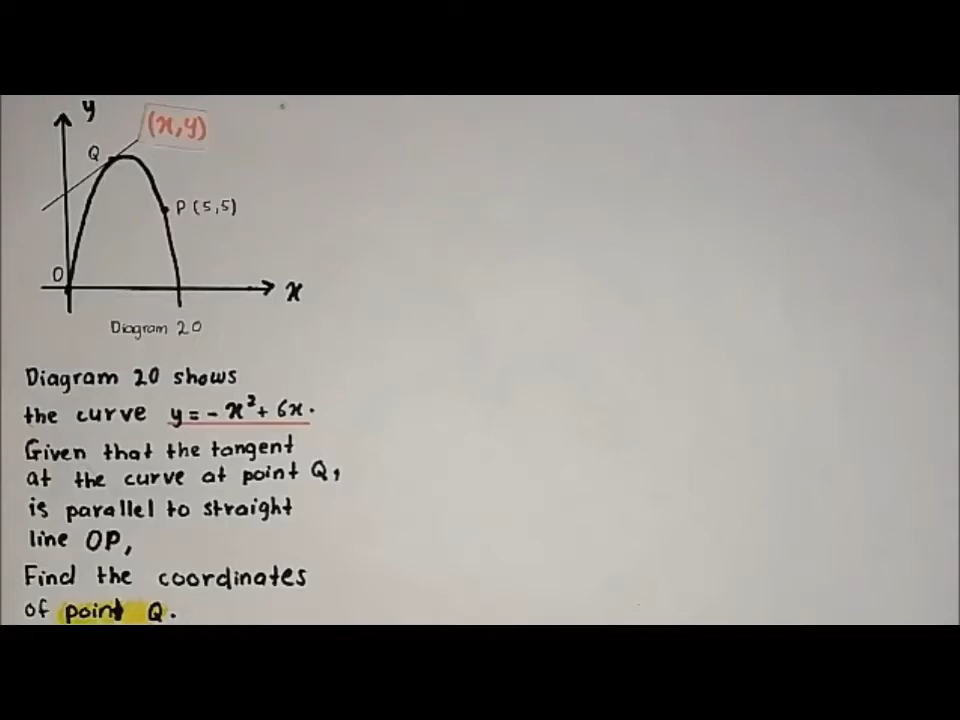 y
(x,y)
Q
P (5,5)
O
x
Diagram 20
Diagram 20 shows
the curve y = - x² + 6x.
Given that the tangent
at the curve at point Q,
is parallel to straight
line OP,
Find the coordinates
of point Q.